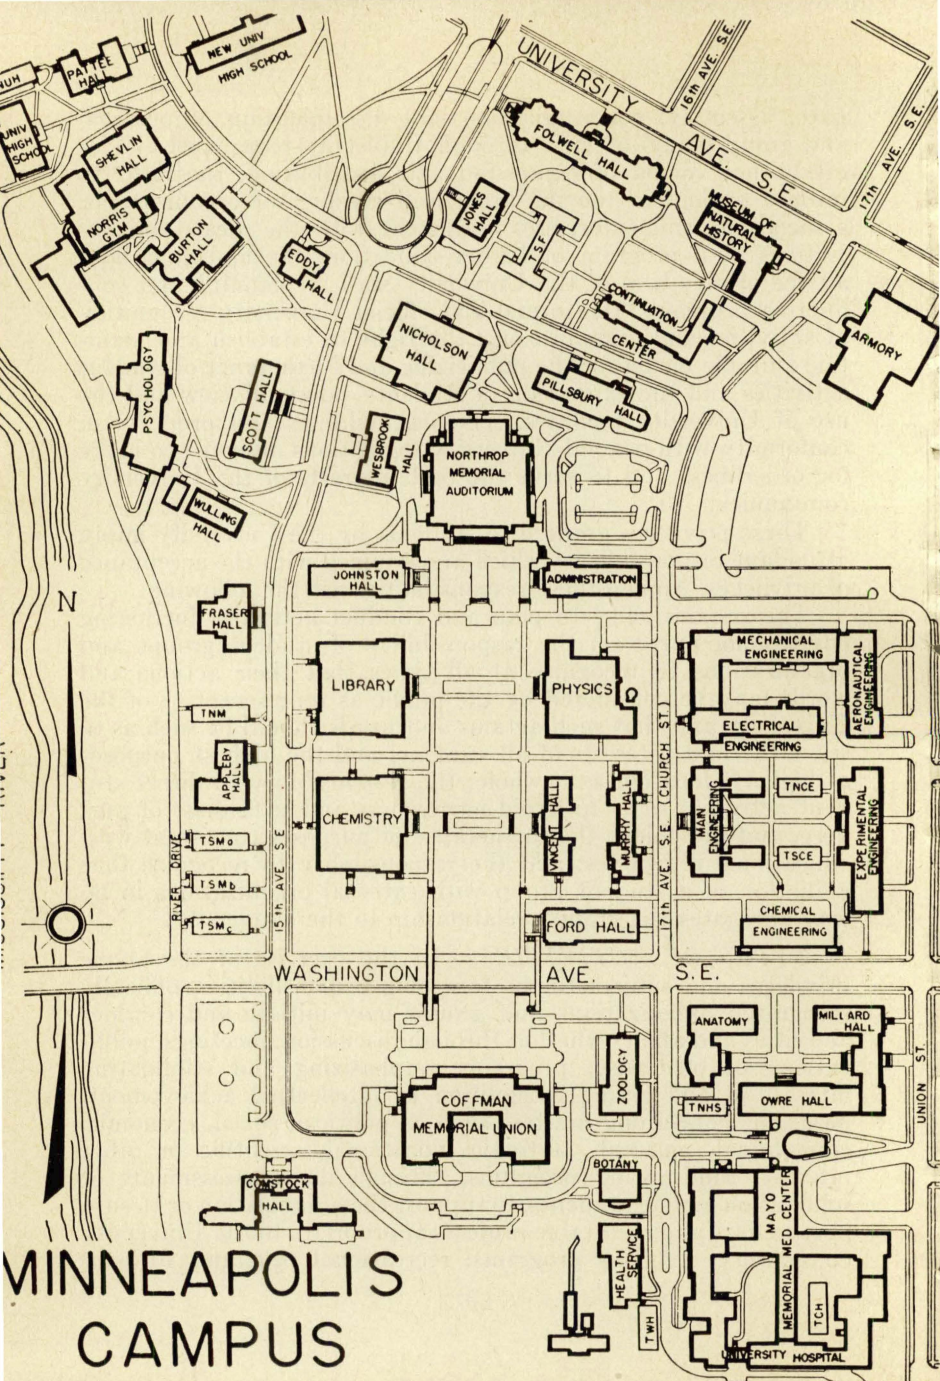 NEW UNIV
HIGH SCHOOL
PATTEE
HALL
NUH
UNIV
HIGH
SCHOOL
SHEVLIN
HALL
NORRIS
GYM
BURTON
HALL
EDDY
HALL
JONES
HALL
UNIVERSITY AVE. S.E.
16th AVE. S.E.
17th AVE. S.E.
FOLWELL HALL
TSF
MUSEUM OF
NATURAL
HISTORY
CONTINUATION
CENTER
ARMORY
NICHOLSON
HALL
PILLSBURY HALL
PSYCHOLOGY
SCOTT HALL
WESBROOK
HALL
NORTHROP
MEMORIAL
AUDITORIUM
WULLING
HALL
N
JOHNSTON
HALL
ADMINISTRATION
FRASER
HALL
LIBRARY
PHYSICS
MECHANICAL
ENGINEERING
AERONAUTICAL
ENGINEERING
ELECTRICAL
ENGINEERING
TNM
APPLEBY
HALL
CHEMISTRY
VINCENT HALL
MURPHY HALL
17th AVE. S.E. (CHURCH ST.)
MAIN
ENGINEERING
TNCE
TSCE
EXPERIMENTAL
ENGINEERING
TSMa
TSMb
TSMc
RIVER DRIVE
15th AVE S E
RIVER
FORD HALL
CHEMICAL
ENGINEERING
WASHINGTON AVE. S.E.
ANATOMY
MILLARD
HALL
ZOOLOGY
TNHS
OWRE HALL
UNION ST.
COFFMAN
MEMORIAL UNION
BOTANY
COMSTOCK
HALL
HEALTH
SERVICE
TWH
MAYO
MEMORIAL MED CENTER
TCH
UNIVERSITY HOSPITAL
MINNEAPOLIS
CAMPUS